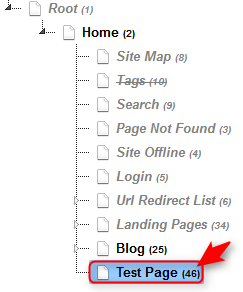 Root (1)
Home (2)
Site Map (8)
Tags (10)
Search (9)
Page Not Found (3)
Site Offline (4)
Login (5)
Url Redirect List (6)
Landing Pages (34)
Blog (25)
Test Page (46)